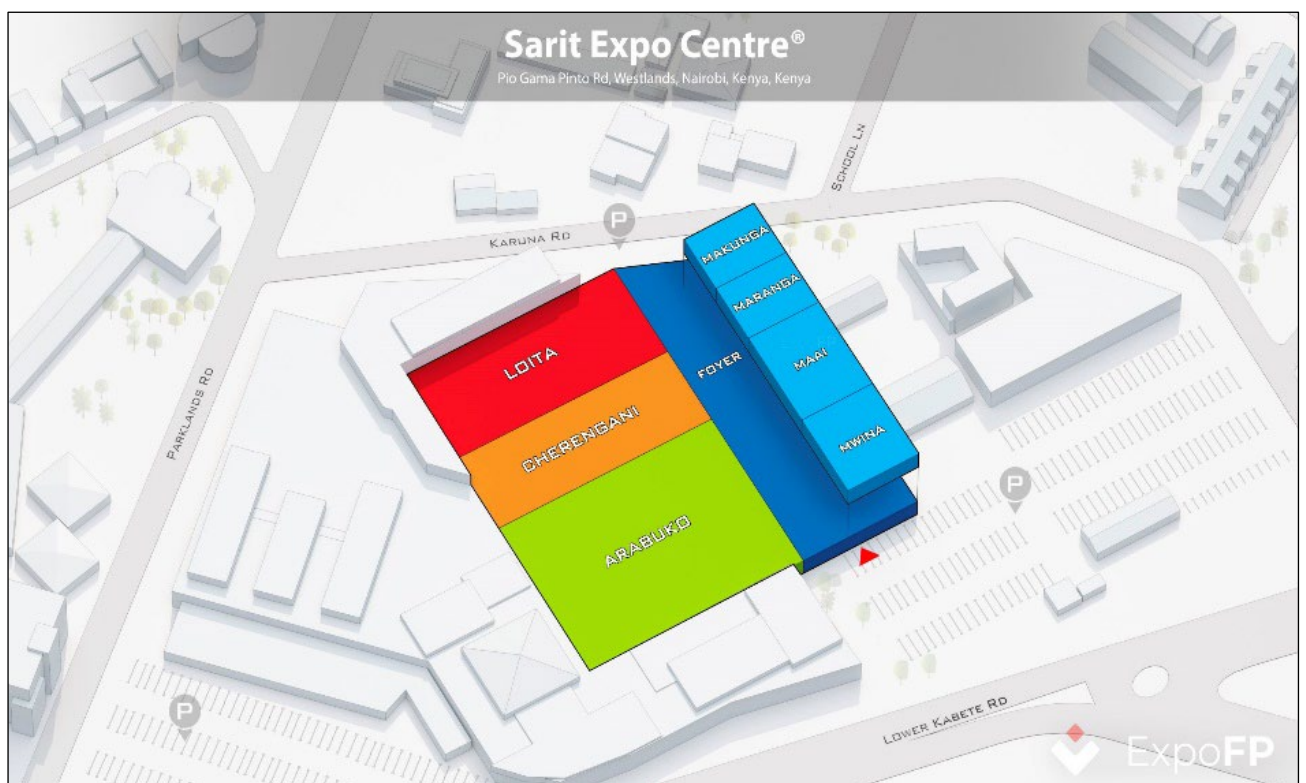 Sarit Expo Centre®
Pio Gama Pinto Rd, Westlands, Nairobi, Kenya, Kenya
SCHOOL LN
P
KARUNA RD
MAKUNGA
MARANGA
LOITA
FOYER
MAAI
PARKLANDS RD
CHERENGANI
MWINA
P
ARABUKO
P
LOWER KABETE RD
ExpoFP